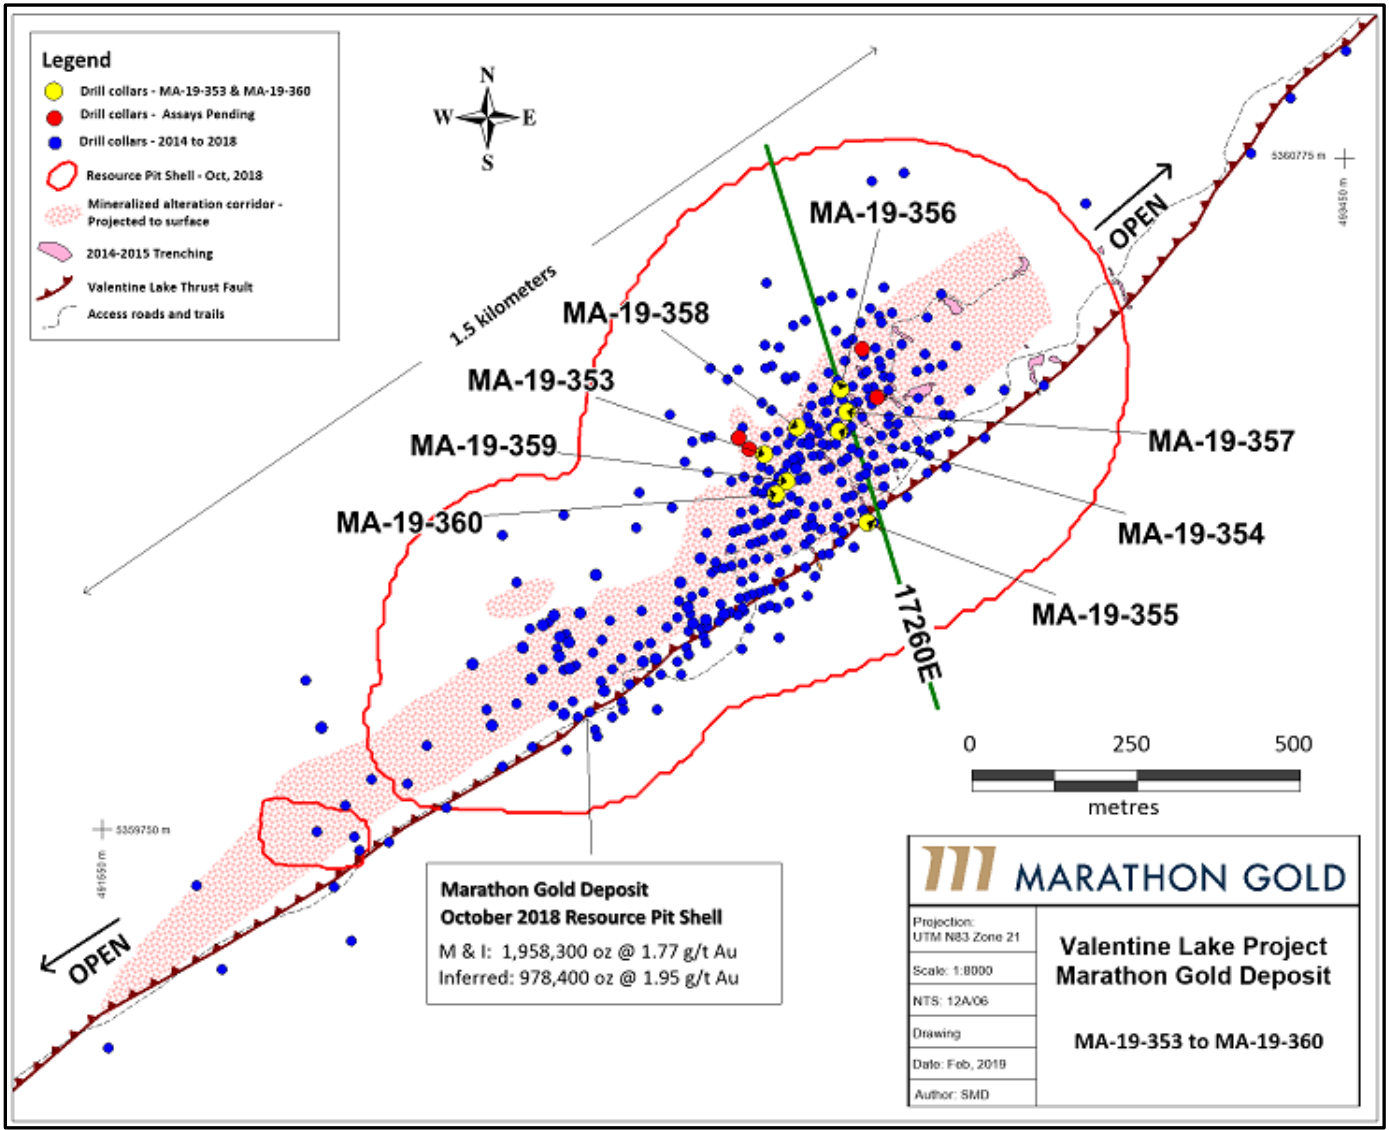 Legend
Drill collars - MA-19-353 & MA-19-360
Drill collars - Assays Pending
Drill collars - 2014 to 2018
Resource Pit Shell - Oct, 2018
Mineralized alteration corridor -
Projected to surface
2014-2015 Trenching
Valentine Lake Thrust Fault
Access roads and trails
N
W E
S
1.5 kilometers
5360775 m
493450 m
OPEN
MA-19-356
MA-19-358
MA-19-353
MA-19-359
MA-19-360
MA-19-357
MA-19-354
MA-19-355
17260E
0 250 500
metres
5359750 m
491650 m
OPEN
Marathon Gold Deposit
October 2018 Resource Pit Shell
M & I: 1,958,300 oz @ 1.77 g/t Au
Inferred: 978,400 oz @ 1.95 g/t Au
MARATHON GOLD
Projection:
UTM N83 Zone 21
Scale: 1:8000
NTS: 12A/06
Drawing
Date: Feb, 2019
Author: SMD
Valentine Lake Project
Marathon Gold Deposit
MA-19-353 to MA-19-360